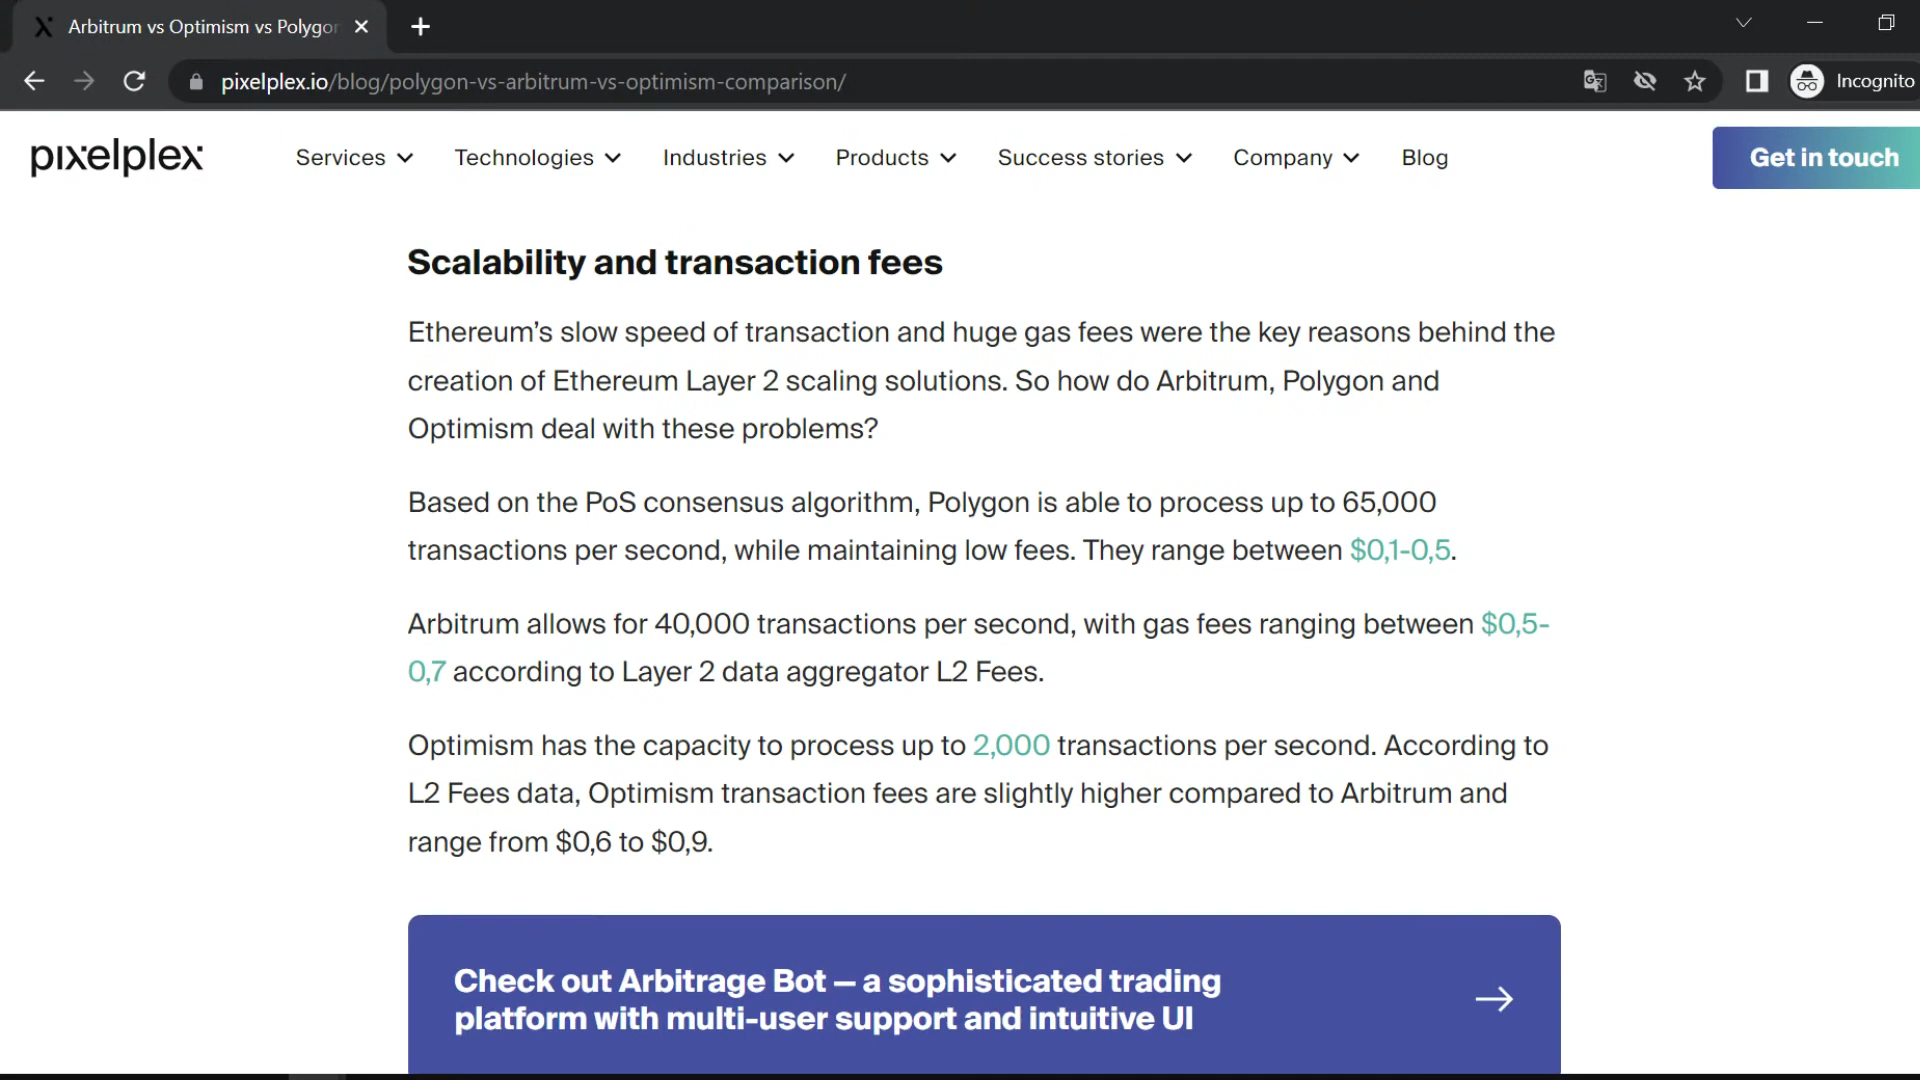 Arbitrum vs Optimism vs Polygon
pixelplex.io/blog/polygon-vs-arbitrum-vs-optimism-comparison/
Incognito
pixelplex
Services
Technologies
Industries
Products
Success stories
Company
Blog
Get in touch
Scalability and transaction fees
Ethereum’s slow speed of transaction and huge gas fees were the key reasons behind the
creation of Ethereum Layer 2 scaling solutions. So how do Arbitrum, Polygon and
Optimism deal with these problems?
Based on the PoS consensus algorithm, Polygon is able to process up to 65,000
transactions per second, while maintaining low fees. They range between $0,1-0,5.
Arbitrum allows for 40,000 transactions per second, with gas fees ranging between $0,5-
0,7 according to Layer 2 data aggregator L2 Fees.
Optimism has the capacity to process up to 2,000 transactions per second. According to
L2 Fees data, Optimism transaction fees are slightly higher compared to Arbitrum and
range from $0,6 to $0,9.
Check out Arbitrage Bot — a sophisticated trading
platform with multi-user support and intuitive UI